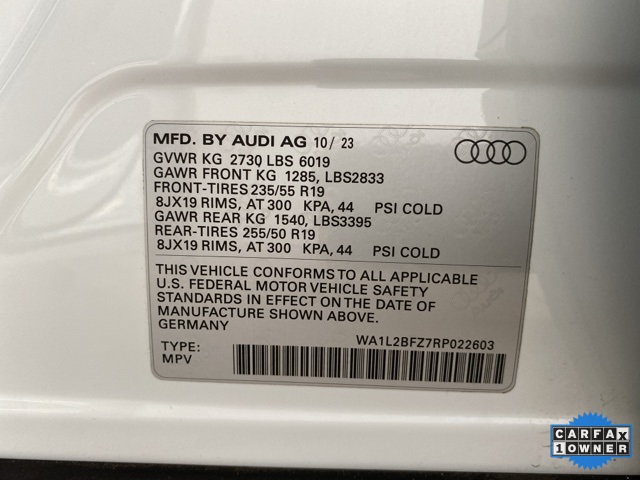 MFD. BY AUDI AG 10/ 23
GVWR KG 2730 LBS 6019
GAWR FRONT KG 1285, LBS2833
FRONT-TIRES 235/55 R19
8JX19 RIMS, AT 300 KPA, 44 PSI COLD
GAWR REAR KG 1540, LBS3395
REAR-TIRES 255/50 R19
8JX19 RIMS, AT 300 KPA, 44 PSI COLD
THIS VEHICLE CONFORMS TO ALL APPLICABLE
U.S. FEDERAL MOTOR VEHICLE SAFETY
STANDARDS IN EFFECT ON THE DATE OF
MANUFACTURE SHOWN ABOVE.
GERMANY
WA1L2BFZ7RP022603
TYPE:
MPV
CARFAX
1 OWNER